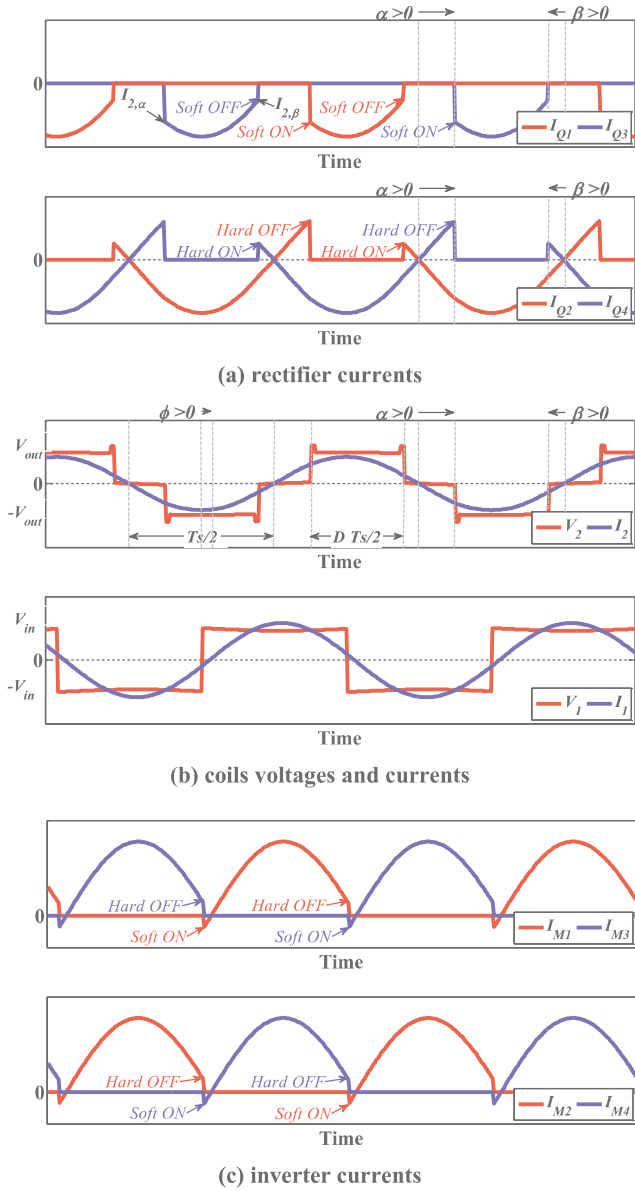 α >0 β >0
0
I2,α Soft OFF I2,β Soft OFF
Soft ON Soft ON
IQ1 IQ3
Time
α>0 β>0
Hard OFF Hard OFF
Hard ON Hard ON
0
IQ2 IQ4
Time
(a) rectifier currents
ϕ >0 α>0 β>0
Vout
0
-Vout
Ts/2 D Ts/2
V2 I2
Time
Vin
0
-Vin
V1 I1
Time
(b) coils voltages and currents
Hard OFF Hard OFF
0
Soft ON Soft ON
IM1 IM3
Time
Hard OFF Hard OFF
0
Soft ON Soft ON
IM2 IM4
Time
(c) inverter currents